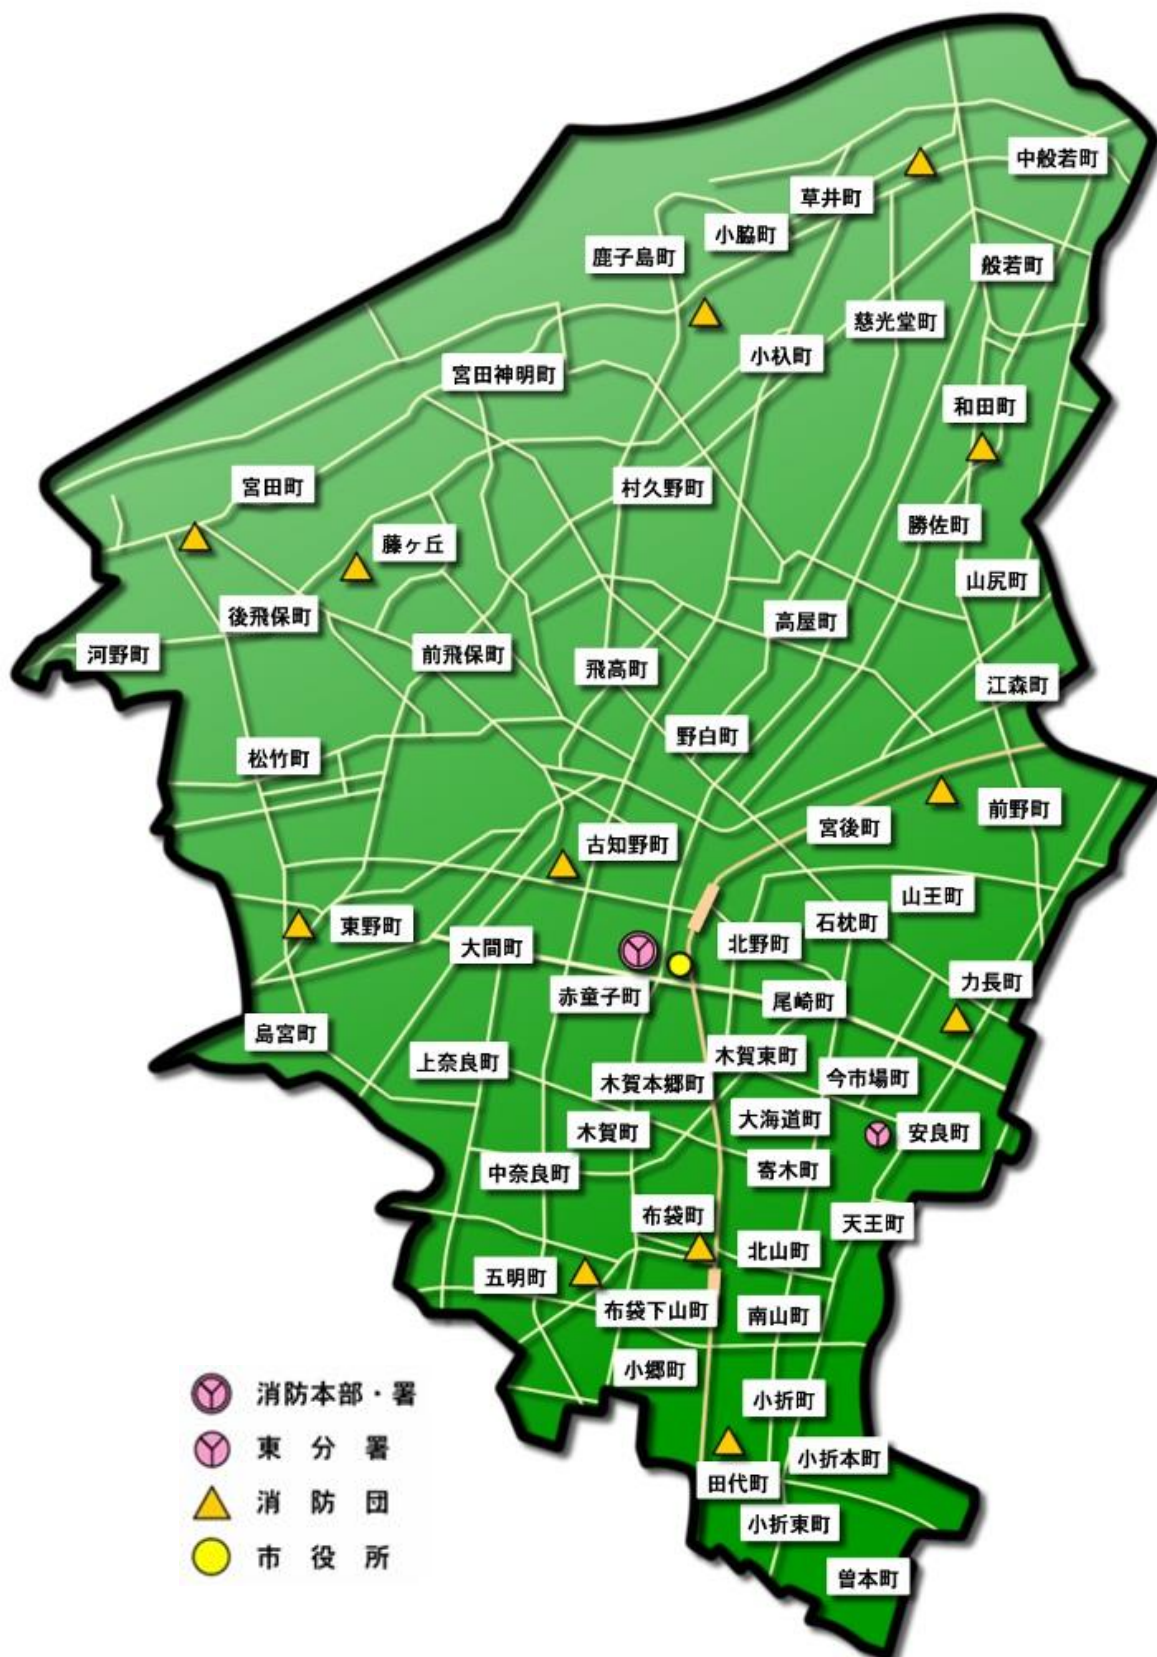 中般若町
草井町
小脇町
鹿子島町
般若町
慈光堂町
小杁町
宮田神明町
和田町
宮田町
村久野町
勝佐町
藤ヶ丘
山尻町
後飛保町
高屋町
河野町
前飛保町
飛高町
江森町
野白町
松竹町
前野町
宮後町
古知野町
山王町
石枕町
東野町
北野町
大間町
力長町
赤童子町
尾崎町
島宮町
木賀東町
上奈良町
今市場町
木賀本郷町
大海道町
安良町
木賀町
寄木町
中奈良町
布袋町
天王町
北山町
五明町
布袋下山町
南山町
小郷町
小折町
小折本町
田代町
小折東町
曽本町
消防本部・署
東 分 署
消 防 団
市 役 所